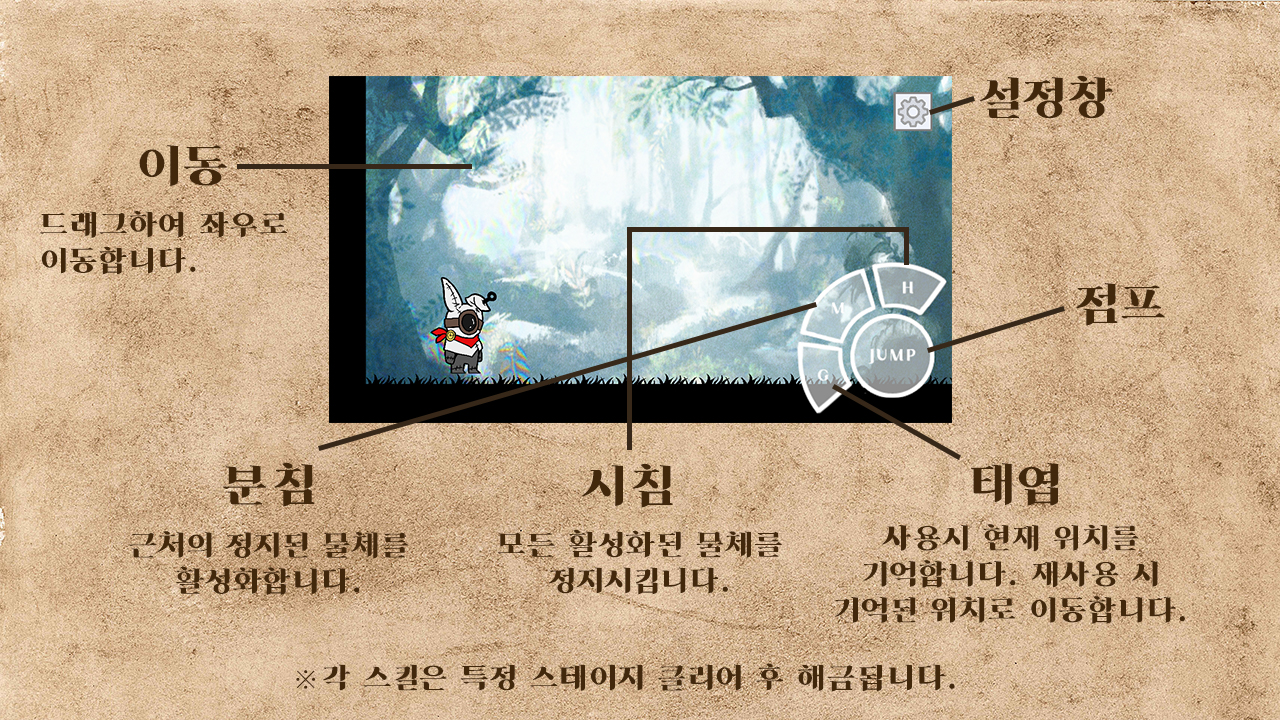 설정창
이동
드래그하여 좌우로
이동합니다.
H
M
점프
JUMP
G
분침
근처의 정지된 물체를
활성화합니다.
시침
모든 활성화된 물체를
정지시킵니다.
태엽
사용시 현재 위치를
기억합니다. 재사용 시
기억된 위치로 이동합니다.
※각 스킬은 특정 스테이지 클리어 후 해금됩니다.